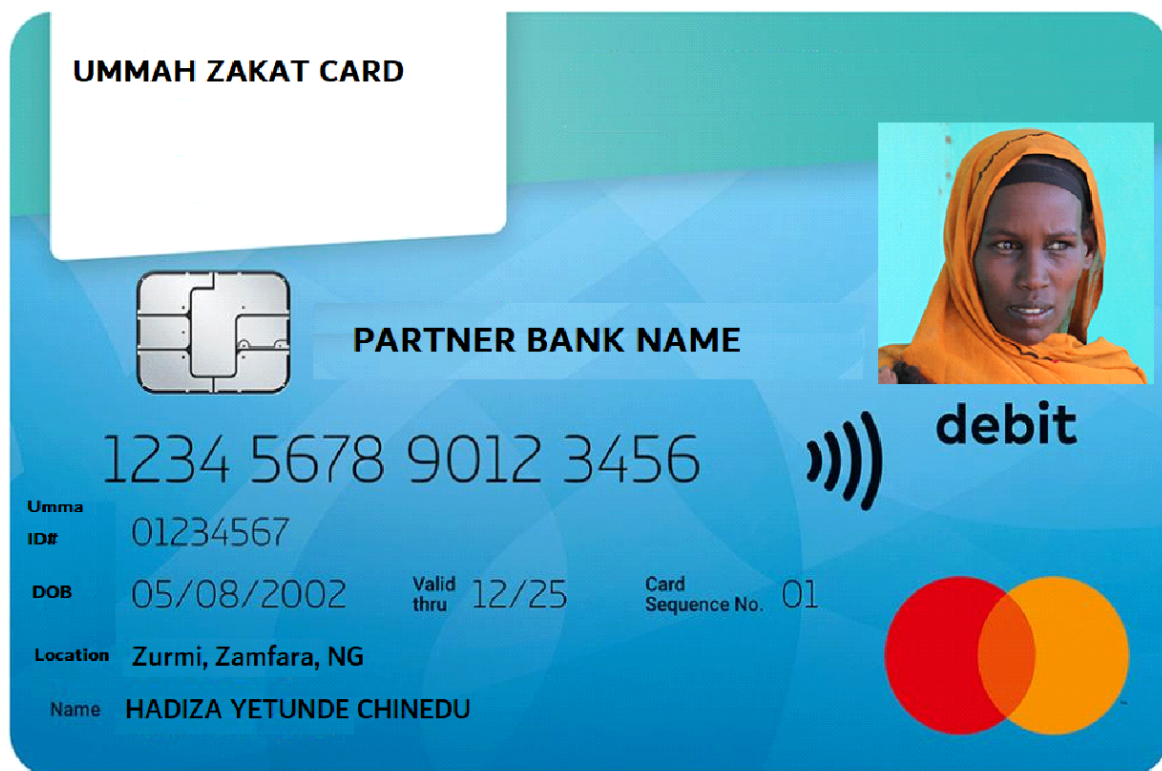 UMMAH ZAKAT CARD
PARTNER BANK NAME
debit
1234 5678 9012 3456
Umma
ID# 01234567
DOB 05/08/2002 Valid thru 12/25 Card Sequence No. 01
Location Zurmi, Zamfara, NG
Name HADIZA YETUNDE CHINEDU